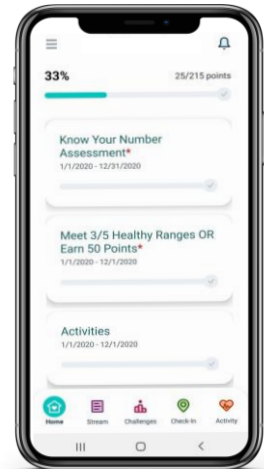 33%
25/215 points
Know Your Number
Assessment*
1/1/2020 - 12/31/2020
Meet 3/5 Healthy Ranges OR
Earn 50 Points*
1/1/2020 - 12/1/2020
Activities
1/1/2020 - 12/1/2020
Home Stream Challenges Check-In Activity